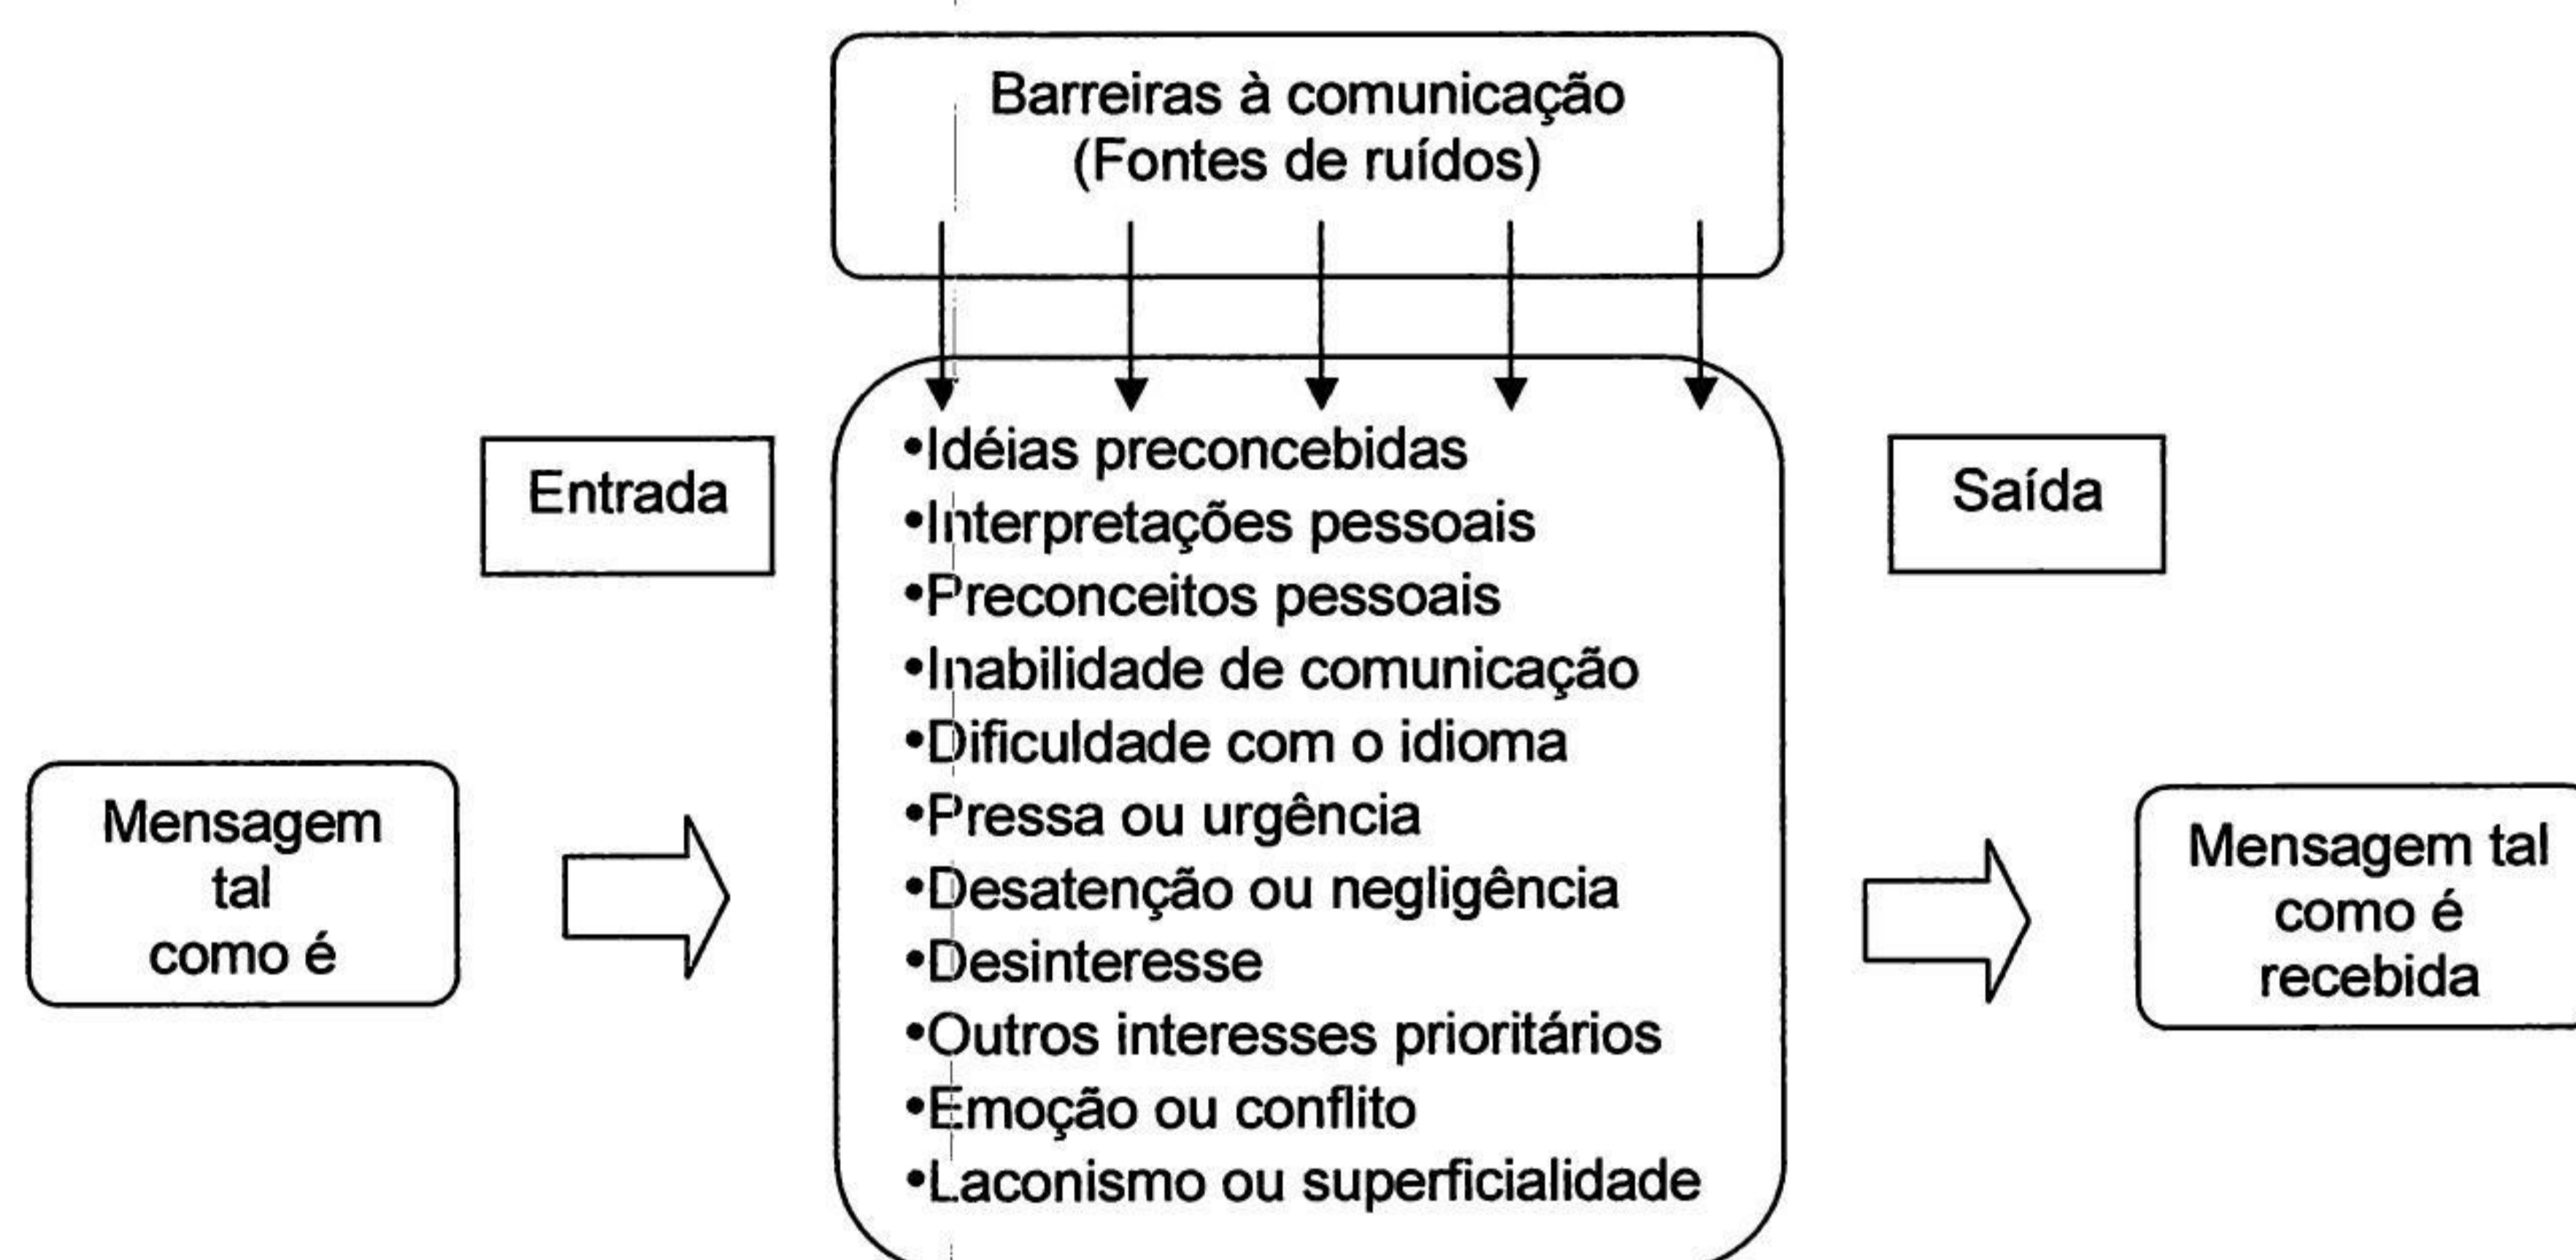 Barreiras à comunicação
(Fontes de ruídos)
Entrada
•Idéias preconcebidas
•Interpretações pessoais
•Preconceitos pessoais
•Inabilidade de comunicação
•Dificuldade com o idioma
•Pressa ou urgência
•Desatenção ou negligência
•Desinteresse
•Outros interesses prioritários
•Emoção ou conflito
•Laconismo ou superficialidade
Saída
Mensagem
tal
como é
Mensagem tal
como é
recebida